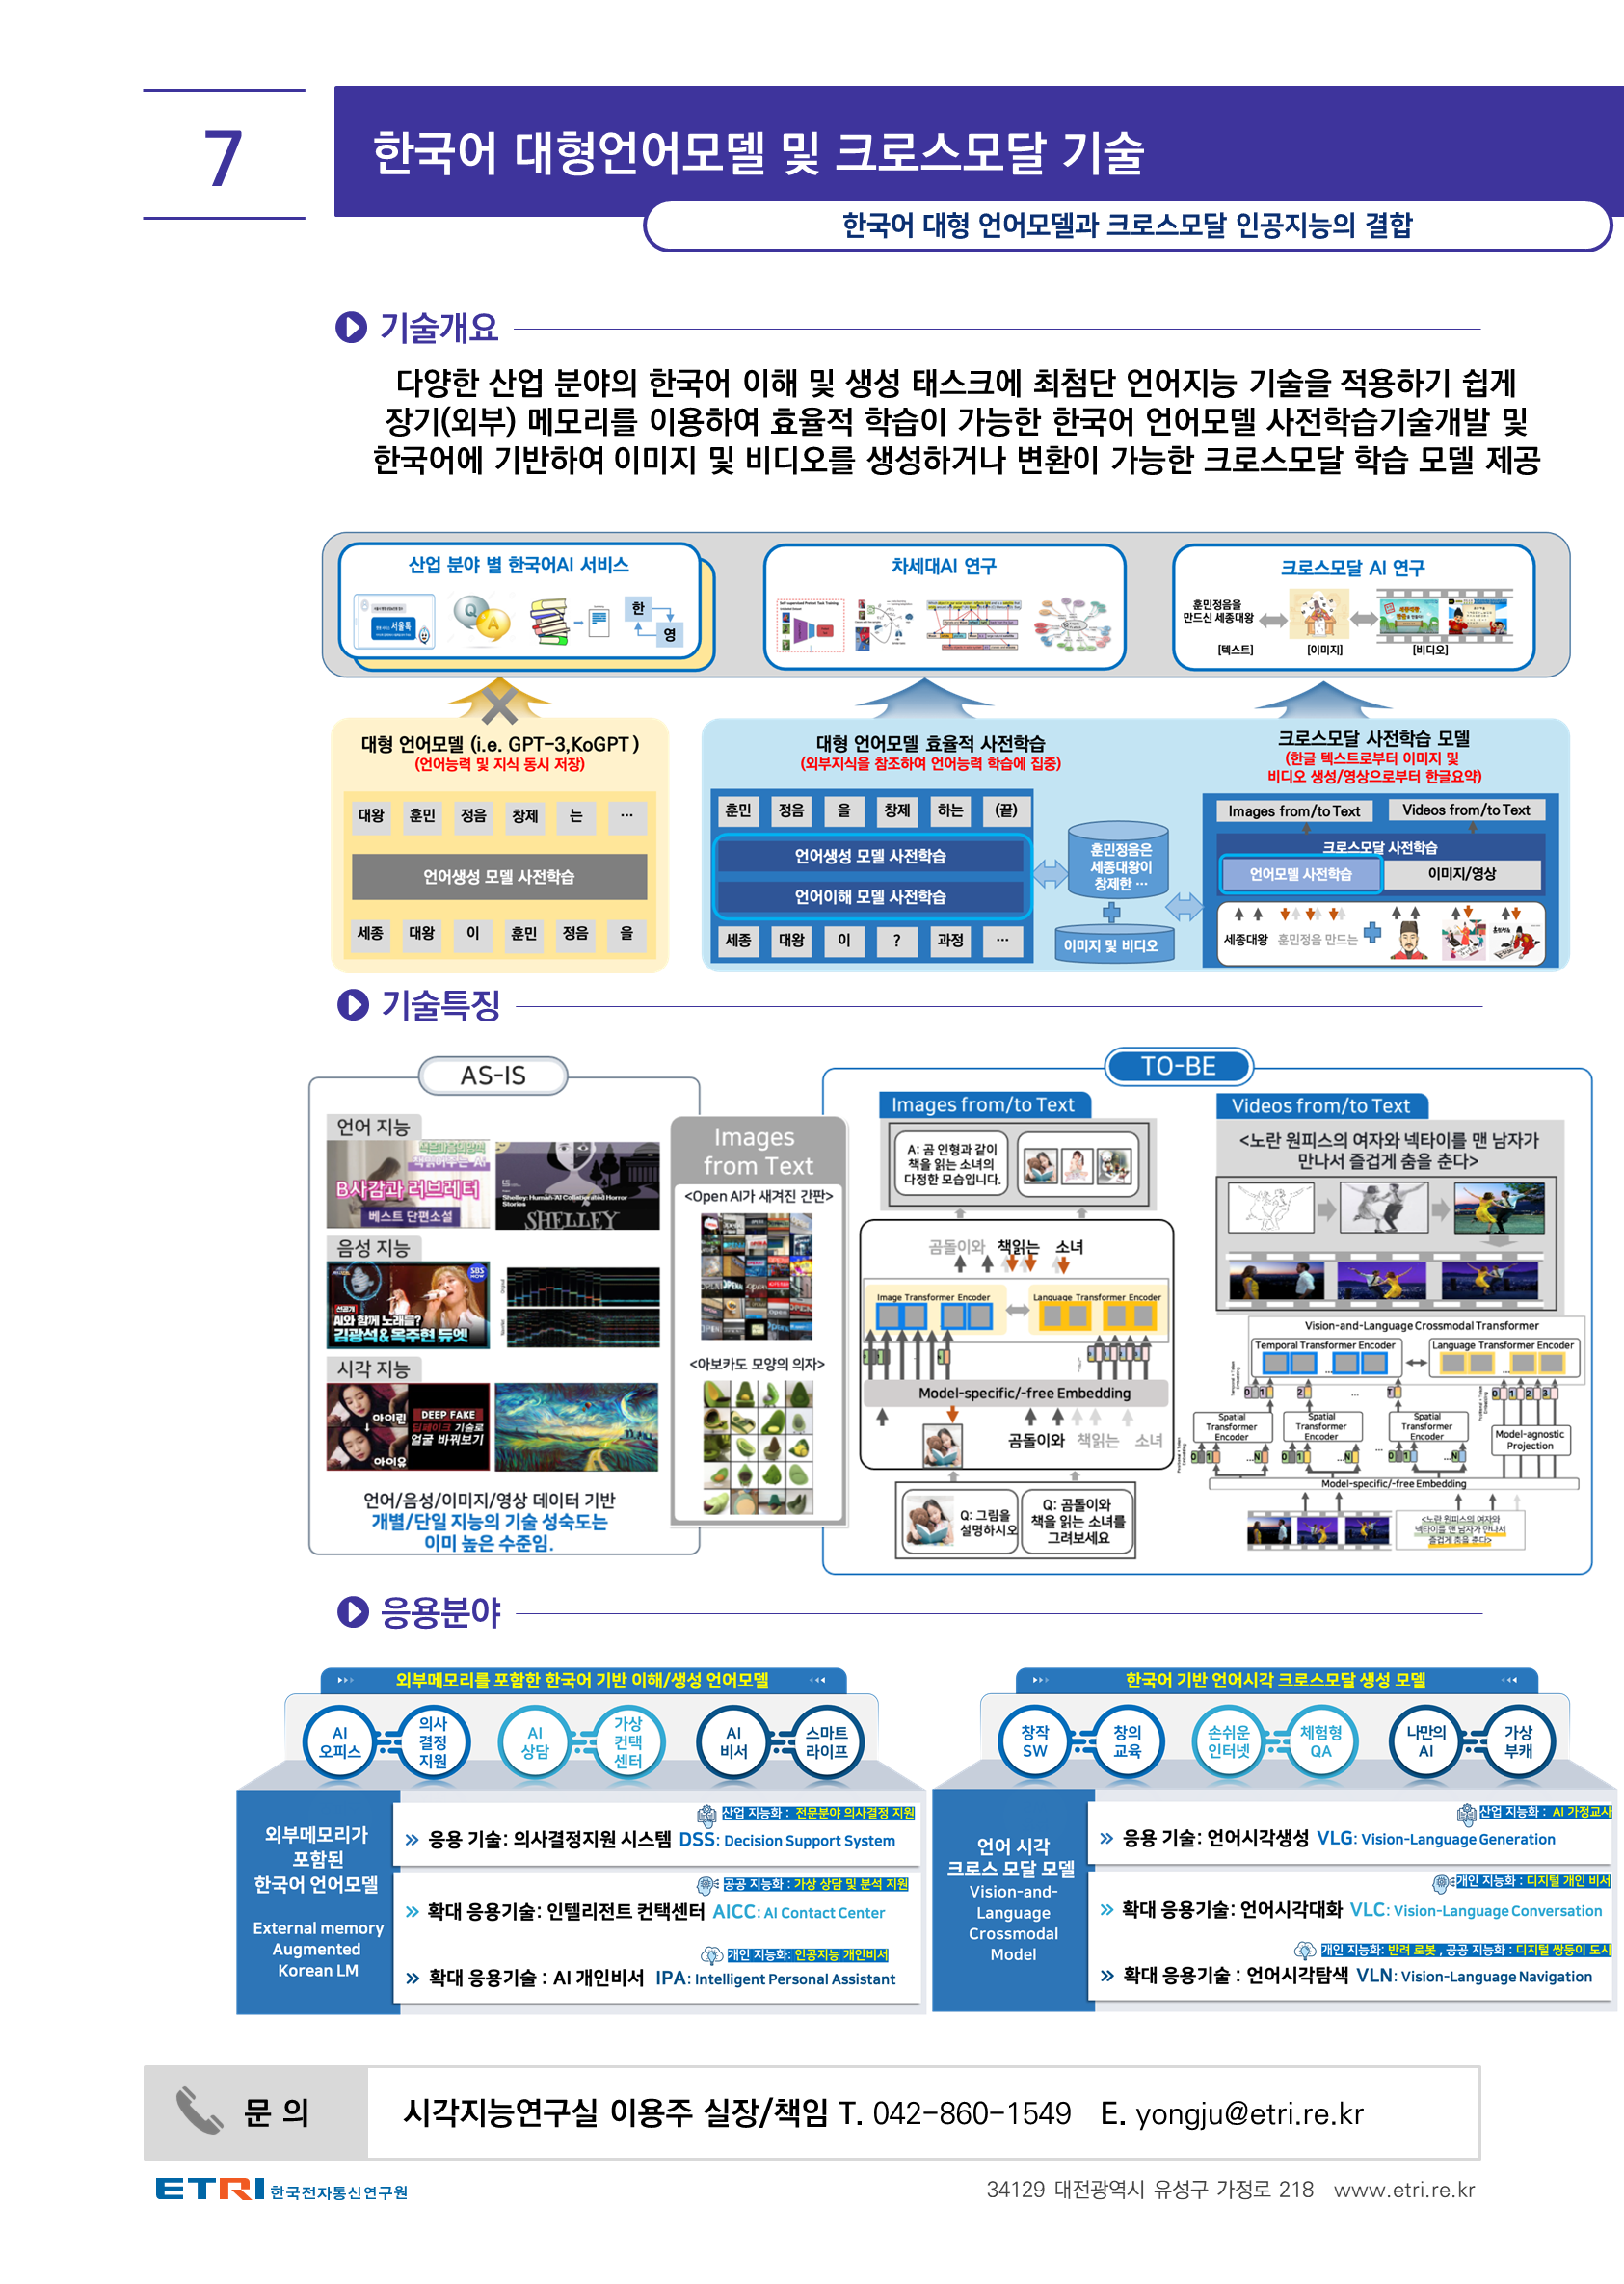 7
한국어 대형언어모델 및 크로스모달 기술
한국어 대형 언어모델과 크로스모달 인공지능의 결합
기술개요
다양한 산업 분야의 한국어 이해 및 생성 태스크에 최첨단 언어지능 기술을 적용하기 쉽게
장기(외부) 메모리를 이용하여 효율적 학습이 가능한 한국어 언어모델 사전학습기술개발 및
한국어에 기반하여 이미지 및 비디오를 생성하거나 변환이 가능한 크로스모달 학습 모델 제공
산업 분야 별 한국어AI 서비스
서울톡
Q
A
한
영
차세대AI 연구
Self-supervised Pretext Task Training
크로스모달 AI 연구
훈민정음을
만드신 세종대왕
[텍스트]
[이미지]
[비디오]
대형 언어모델 (i.e. GPT-3,KoGPT )
(언어능력 및 지식 동시 저장)
대왕 훈민 정음 창제 는 ...
언어생성 모델 사전학습
세종 대왕 이 훈민 정음 을
대형 언어모델 효율적 사전학습
(외부지식을 참조하여 언어능력 학습에 집중)
훈민 정음 을 창제 하는 (끝)
언어생성 모델 사전학습
언어이해 모델 사전학습
세종 대왕 이 ? 과정 ...
훈민정음은
세종대왕이
창제한 ...
이미지 및 비디오
크로스모달 사전학습 모델
(한글 텍스트로부터 이미지 및
비디오 생성/영상으로부터 한글요약)
Images from/to Text
Videos from/to Text
크로스모달 사전학습
언어모델 사전학습
이미지/영상
세종대왕 훈민정음 만드는
기술특징
AS-IS
언어 지능
B사감과 러브레터
베스트 단편소설
Shelley: Human-AI Collaborated Horror
Stories
SHELLEY
음성 지능
SBS
NOW
선공개
AI와 함께 노래를?
김광석&옥주현 듀엣
시각 지능
아이린
아이유
DEEP FAKE
딥페이크 기술로
얼굴 바꿔보기
언어/음성/이미지/영상 데이터 기반
개별/단일 지능의 기술 성숙도는
이미 높은 수준임.
Images
from Text
<Open AI가 새겨진 간판>
<아보카도 모양의 의자>
TO-BE
Images from/to Text
A: 곰 인형과 같이
책을 읽는 소녀의
다정한 모습입니다.
곰돌이와 책읽는 소녀
Image Transformer Encoder
Language Transformer Encoder
Model-specific/-free Embedding
곰돌이와 책읽는 소녀
Q: 그림을
설명하시오
Q: 곰돌이와
책을 읽는 소녀를
그려보세요
Videos from/to Text
<노란 원피스의 여자와 넥타이를 맨 남자가
만나서 즐겁게 춤을 춘다>
Vision-and-Language Crossmodal Transformer
Temporal Transformer Encoder
Language Transformer Encoder
Spatial
Transformer
Encoder
Spatial
Transformer
Encoder
Spatial
Transformer
Encoder
Model-agnostic
Projection
Model-specific/-free Embedding
<노란 원피스의 여자와
넥타이를 맨 남자가 만나서
즐겁게 춤을 춘다>
응용분야
외부메모리를 포함한 한국어 기반 이해/생성 언어모델
AI
오피스
의사
결정
지원
AI
상담
가상
컨택
센터
AI
비서
스마트
라이프
외부메모리가
포함된
한국어 언어모델
External memory
Augmented
Korean LM
산업 지능화 : 전문분야 의사결정 지원
응용 기술: 의사결정지원 시스템 DSS: Decision Support System
공공 지능화 : 가상 상담 및 분석 지원
확대 응용기술: 인텔리전트 컨택센터 AICC: AI Contact Center
개인 지능화: 인공지능 개인비서
확대 응용기술 : AI 개인비서 IPA: Intelligent Personal Assistant
한국어 기반 언어시각 크로스모달 생성 모델
창작
SW
창의
교육
손쉬운
인터넷
체험형
QA
나만의
AI
가상
부캐
언어 시각
크로스 모달 모델
Vision-and-
Language
Crossmodal
Model
산업 지능화 : AI 가정교사
응용 기술: 언어시각생성 VLG: Vision-Language Generation
개인 지능화 : 디지털 개인 비서
확대 응용기술: 언어시각대화 VLC: Vision-Language Conversation
개인 지능화: 반려 로봇 , 공공 지능화 : 디지털 쌍둥이 도시
확대 응용기술 : 언어시각탐색 VLN: Vision-Language Navigation
문 의
시각지능연구실 이용주 실장/책임 T. 042-860-1549 E. yongju@etri.re.kr
ETRI 한국전자통신연구원
34129 대전광역시 유성구 가정로 218 www.etri.re.kr